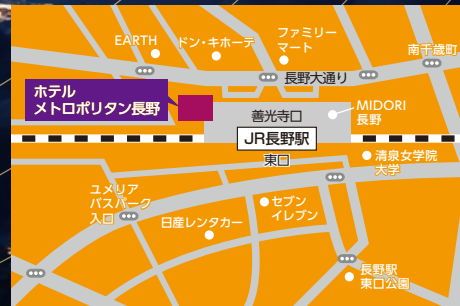 EARTH
ドン・キホーテ
ファミリー
マート
南千歳町
長野大通り
ホテル
メトロポリタン長野
善光寺口
MIDORI
長野
JR長野駅
東口
清泉女学院
大学
ユメリア
バスパーク
入口
セブン
イレブン
日産レンタカー
長野駅
東口公園